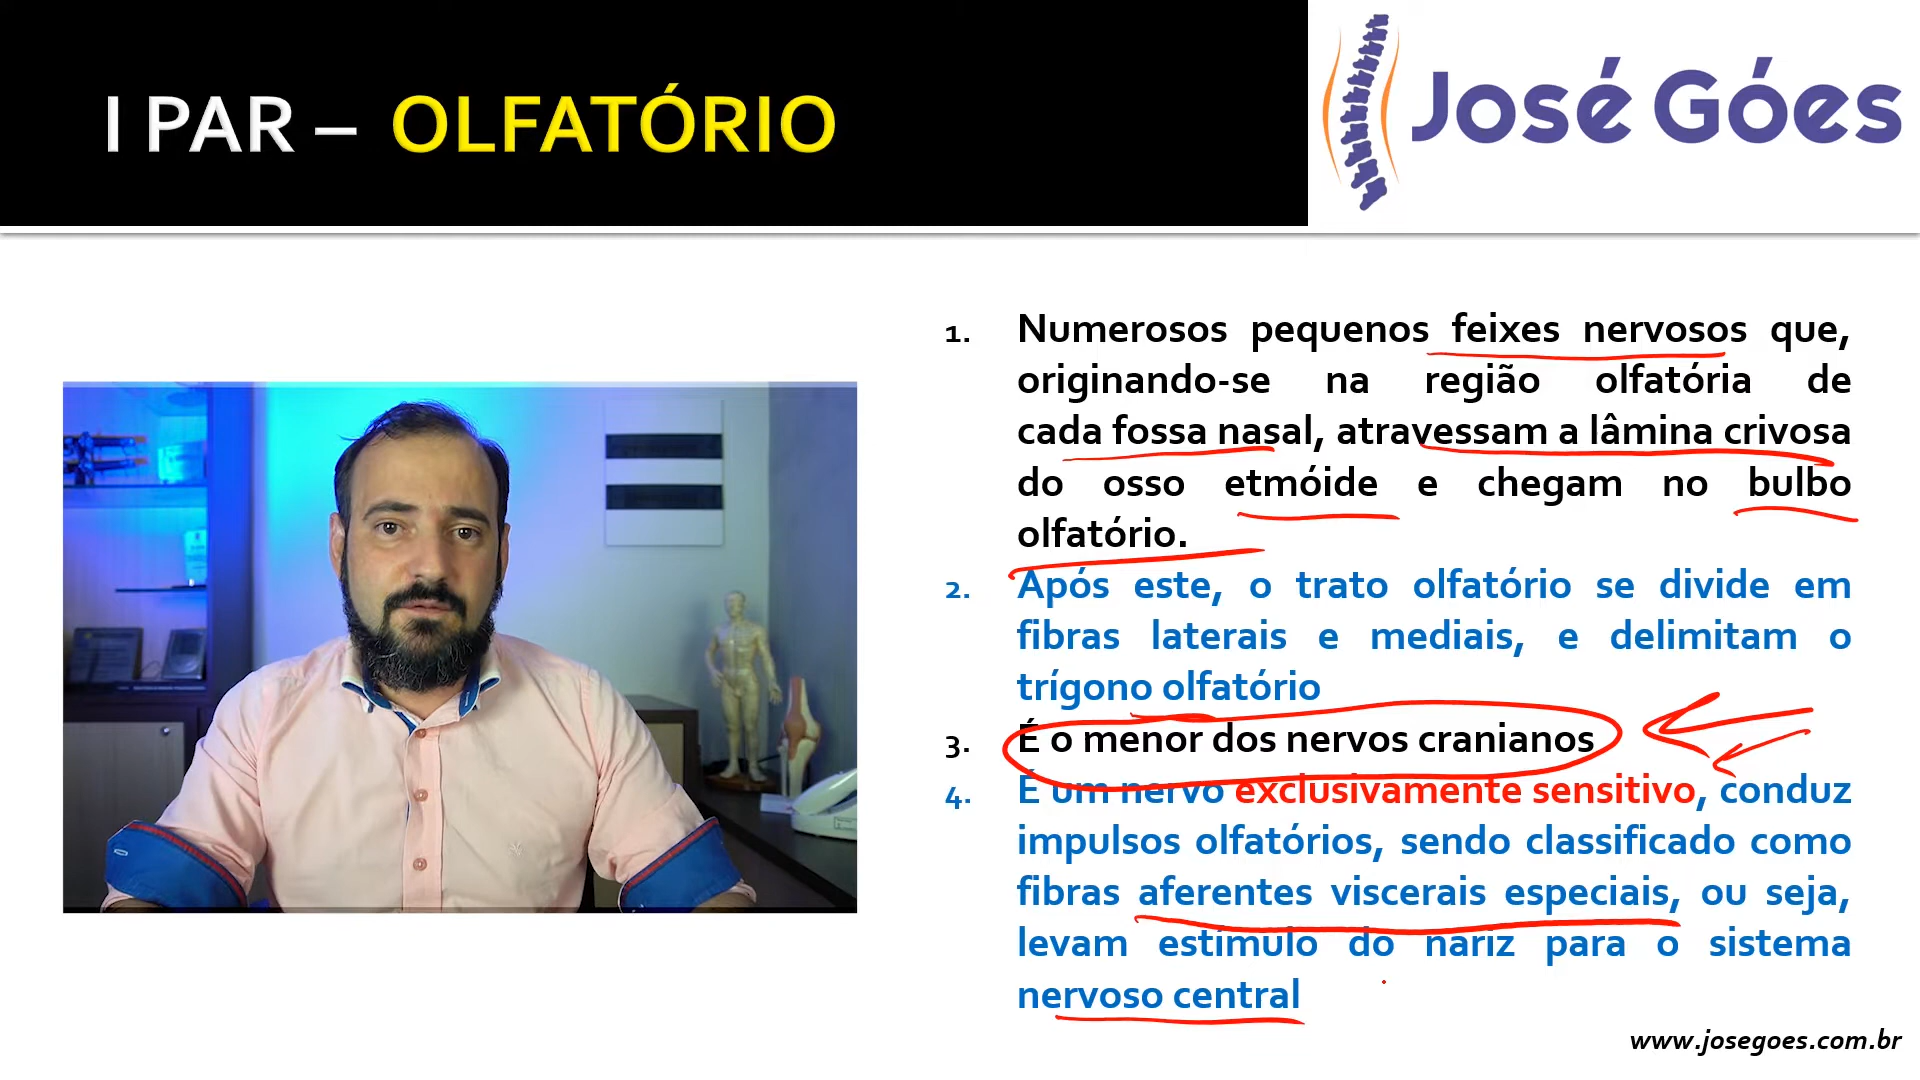 I PAR – OLFATÓRIO
José Góes
1. Numerosos pequenos feixes nervosos que,
originando-se na região olfatória de
cada fossa nasal, atravessam a lâmina crivosa
do osso etmóide e chegam no bulbo
olfatório.
2. Após este, o trato olfatório se divide em
fibras laterais e mediais, e delimitam o
trígono olfatório
3. É o menor dos nervos cranianos
4. É um nervo exclusivamente sensitivo, conduz
impulsos olfatórios, sendo classificado como
fibras aferentes viscerais especiais, ou seja,
levam estímulo do nariz para o sistema
nervoso central
www.josegoes.com.br